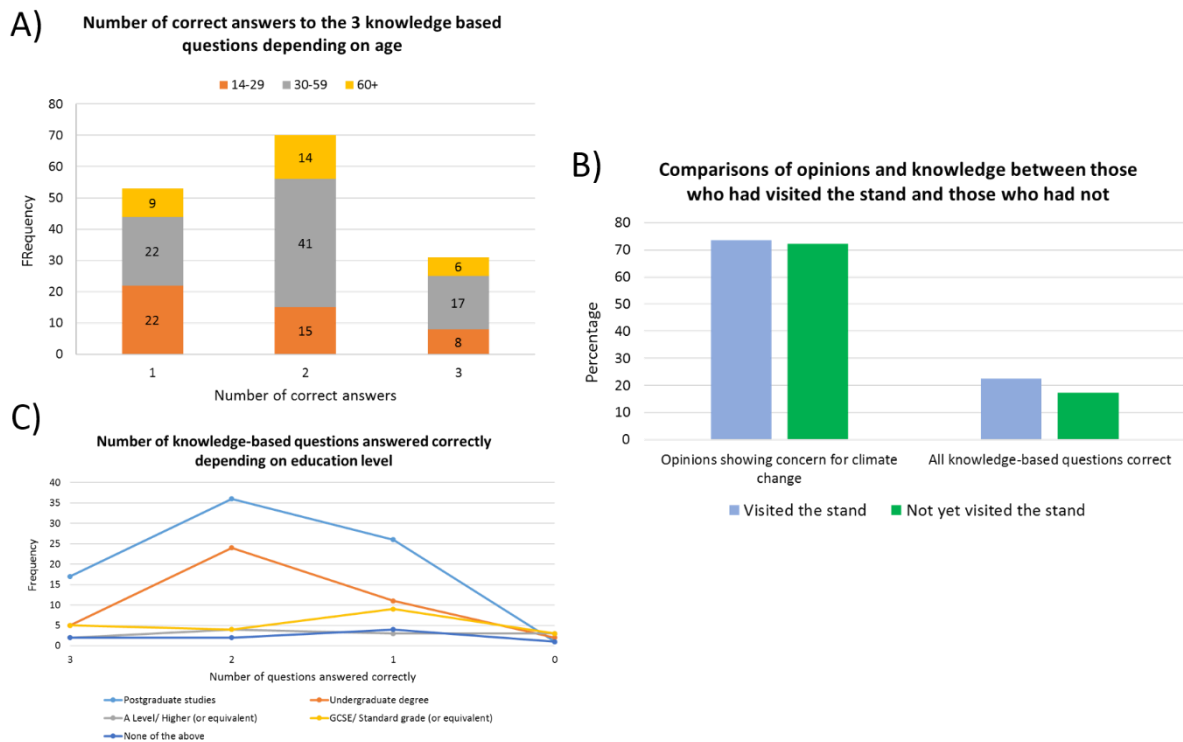 A)
Number of correct answers to the 3 knowledge based
questions depending on age
14-29 30-59 60+
80
70
60
50
40
30
20
10
0
FRequency
9
22
22
14
41
15
6
17
8
1 2 3
Number of correct answers
B)
Comparisons of opinions and knowledge between those
who had visited the stand and those who had not
80
70
60
50
40
30
20
10
0
Percentage
Opinions showing concern for climate
change
All knowledge-based questions correct
Visited the stand Not yet visited the stand
C)
Number of knowledge-based questions answered correctly
depending on education level
40
35
30
25
20
15
10
5
0
Frequency
3 2 1 0
Number of questions answered correctly
Postgraduate studies Undergraduate degree
A Level/ Higher (or equivalent) GCSE/ Standard grade (or equivalent)
None of the above